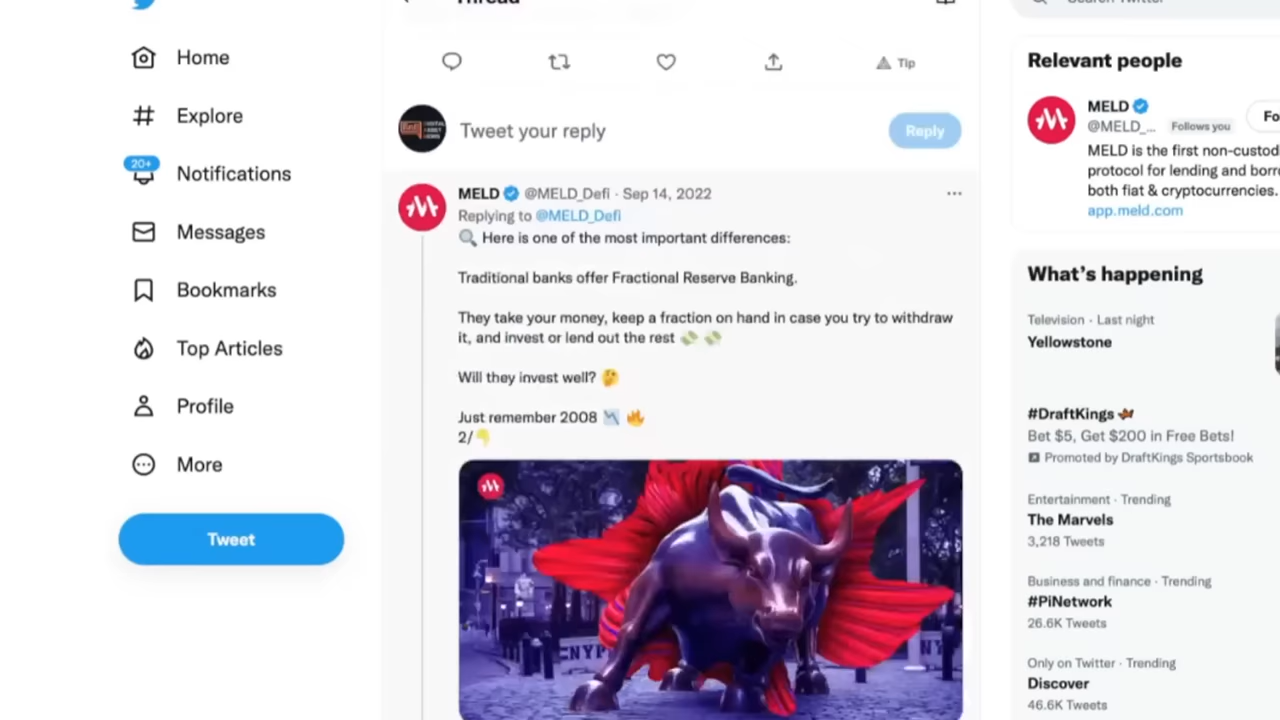 Thread
Search Twitter
Home
Explore
20+
Notifications
Messages
Bookmarks
Top Articles
Profile
More
Tweet
Tip
Tweet your reply
Reply
MELD @MELD_Defi · Sep 14, 2022
Replying to @MELD_Defi
🔍 Here is one of the most important differences:
Traditional banks offer Fractional Reserve Banking.
They take your money, keep a fraction on hand in case you try to withdraw
it, and invest or lend out the rest 💸 💸
Will they invest well? 🤔
Just remember 2008 📉 🔥
2/👇
NYP
Relevant people
MELD
@MELD_... Follows you
Fo
MELD is the first non-custod
protocol for lending and borr
both fiat & cryptocurrencies.
app.meld.com
What's happening
Television · Last night
Yellowstone
#DraftKings
Bet $5, Get $200 in Free Bets!
Promoted by DraftKings Sportsbook
Entertainment · Trending
The Marvels
3,218 Tweets
Business and finance · Trending
#PiNetwork
26.6K Tweets
Only on Twitter · Trending
Discover
46.6K Tweets